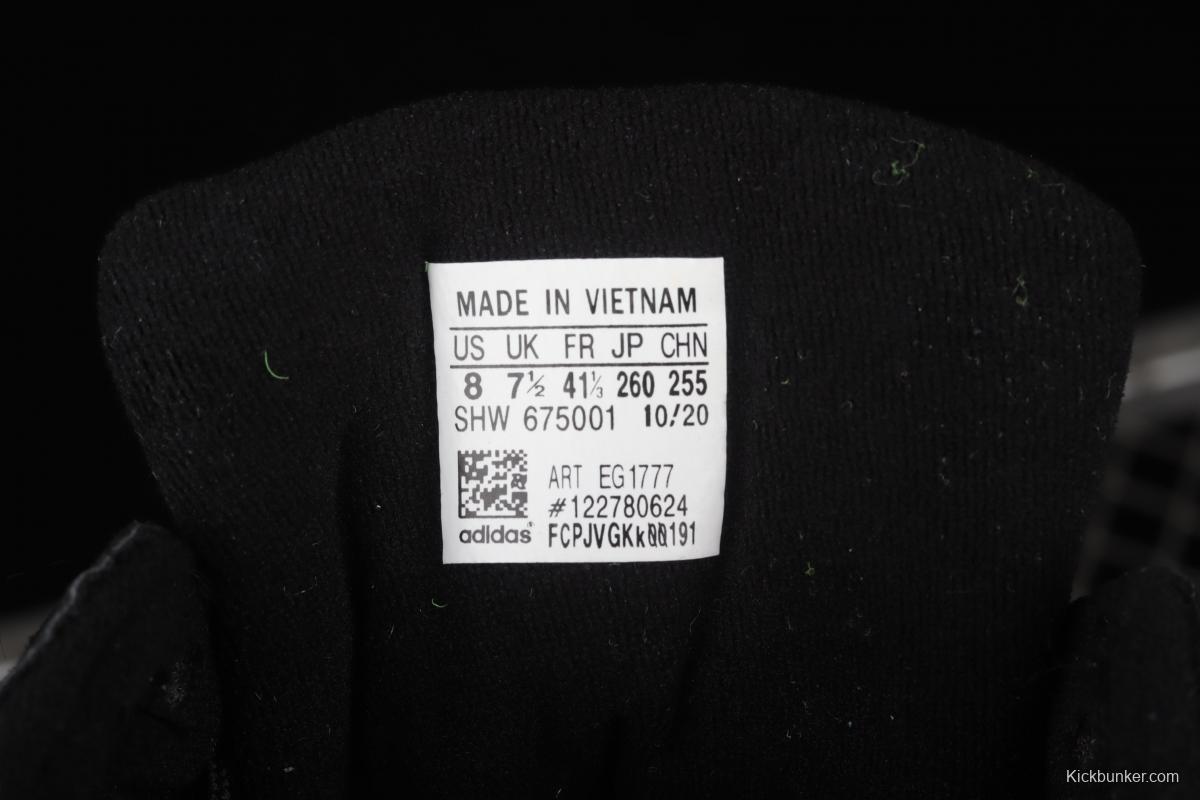 MADE IN VIETNAM
US UK FR JP CHN
8 7½ 41⅓ 260 255
SHW 675001 10/20
ART EG1777
#122780624
adidas FCPJVGKk00191
Kickbunker.com